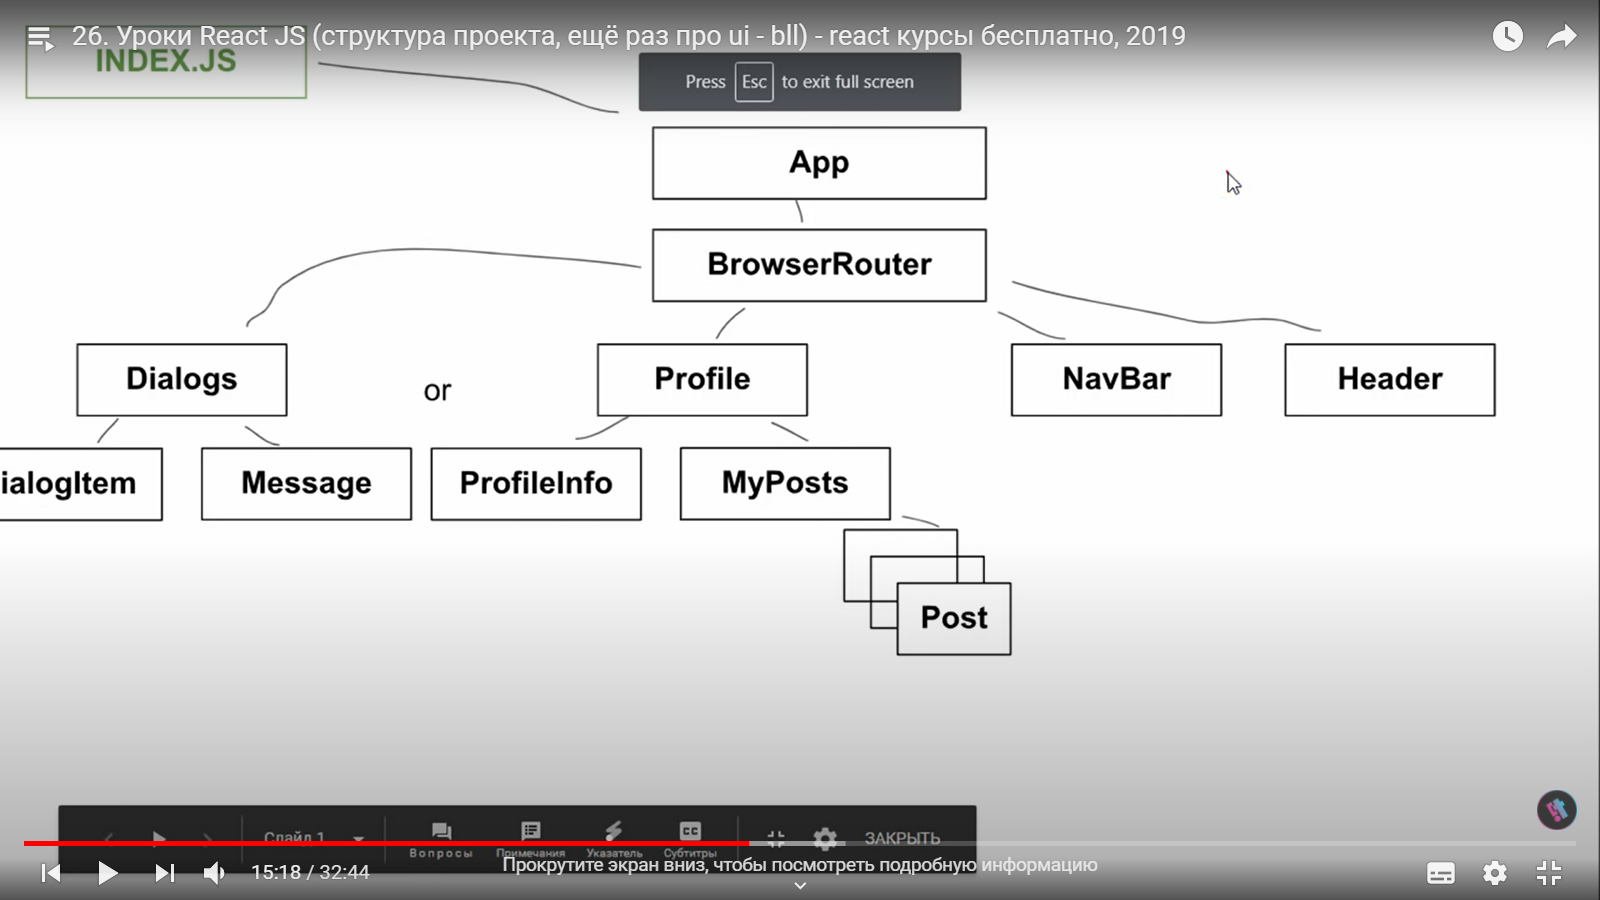 26. Уроки React JS (структура проекта, ещё раз про ui - bll) - react курсы бесплатно, 2019
INDEX.JS
Press Esc to exit full screen
App
BrowserRouter
Dialogs
or
Profile
NavBar
Header
ialogItem
Message
ProfileInfo
MyPosts
Post
Слайд 1
Вопросы
Примечания
Указатель
CC
Субтитры
ЗАКРЫТЬ
Прокрутите экран вниз, чтобы посмотреть подробную информацию
15:18 / 32:44